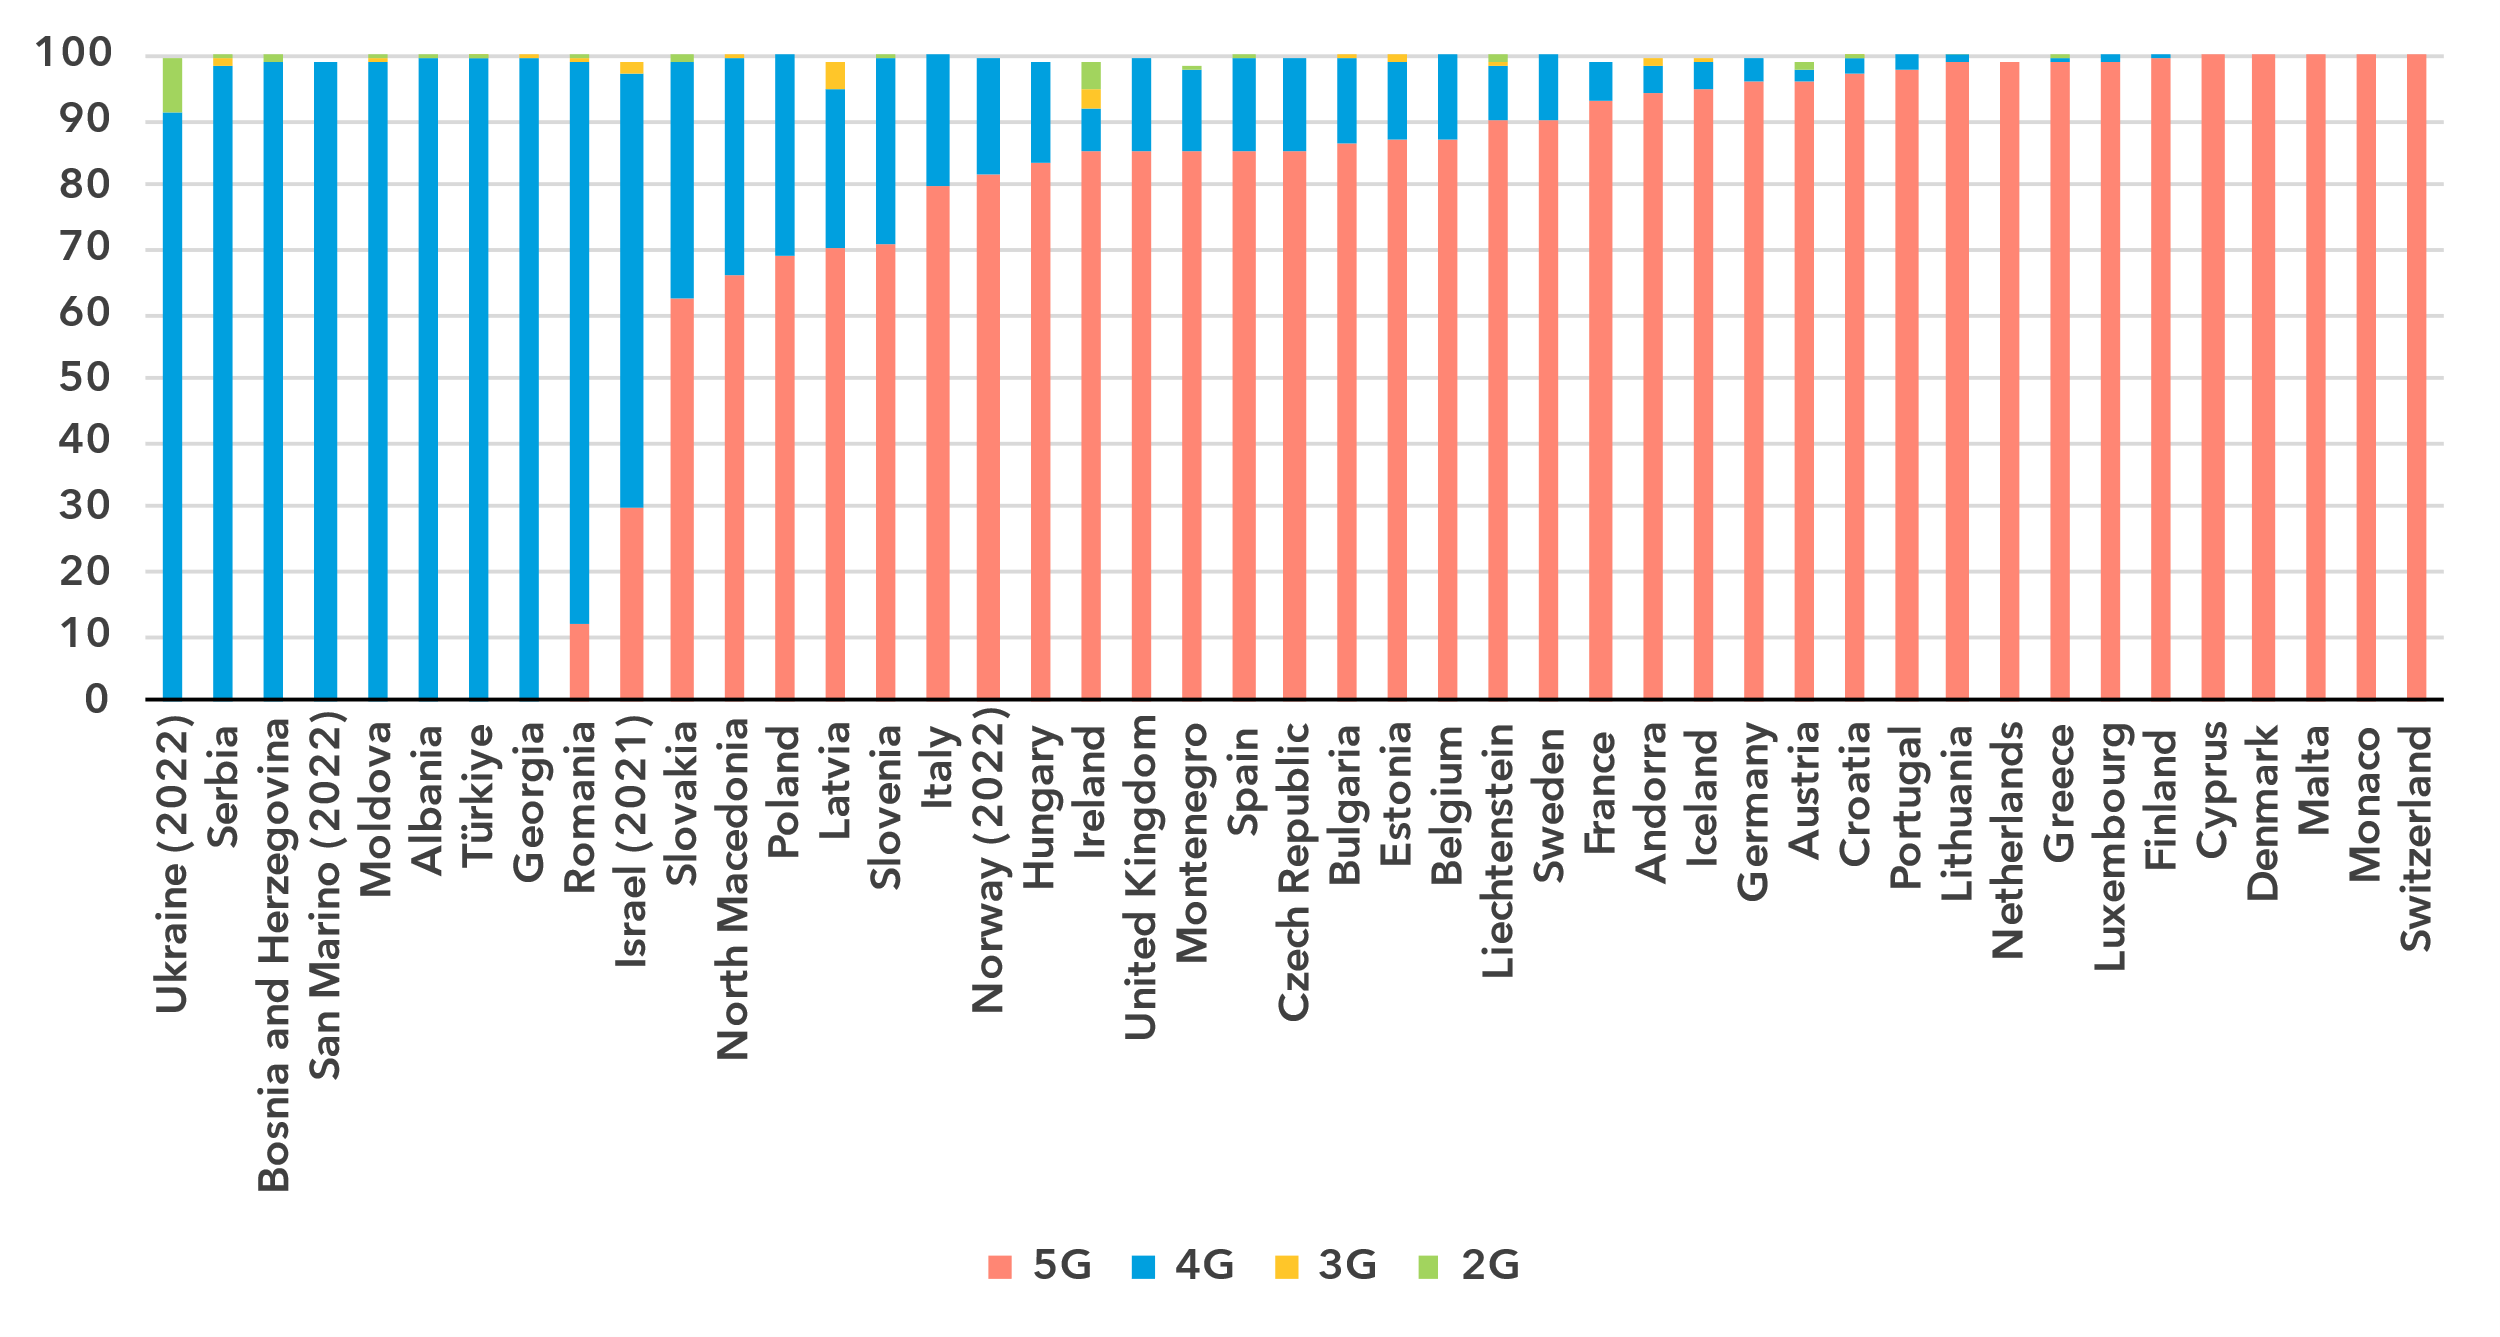 100
90
80
70
60
50
40
30
20
10
0
Ukraine (2022)
Serbia
Bosnia and Herzegovina
San Marino (2022)
Moldova
Albania
Türkiye
Georgia
Romania
Israel (2021)
Slovakia
North Macedonia
Poland
Latvia
Slovenia
Italy
Norway (2022)
Hungary
Ireland
United Kingdom
Montenegro
Spain
Czech Republic
Bulgaria
Estonia
Belgium
Liechtenstein
Sweden
France
Andorra
Iceland
Germany
Austria
Croatia
Portugal
Lithuania
Netherlands
Greece
Luxembourg
Finland
Cyprus
Denmark
Malta
Monaco
Switzerland
5G 4G 3G 2G